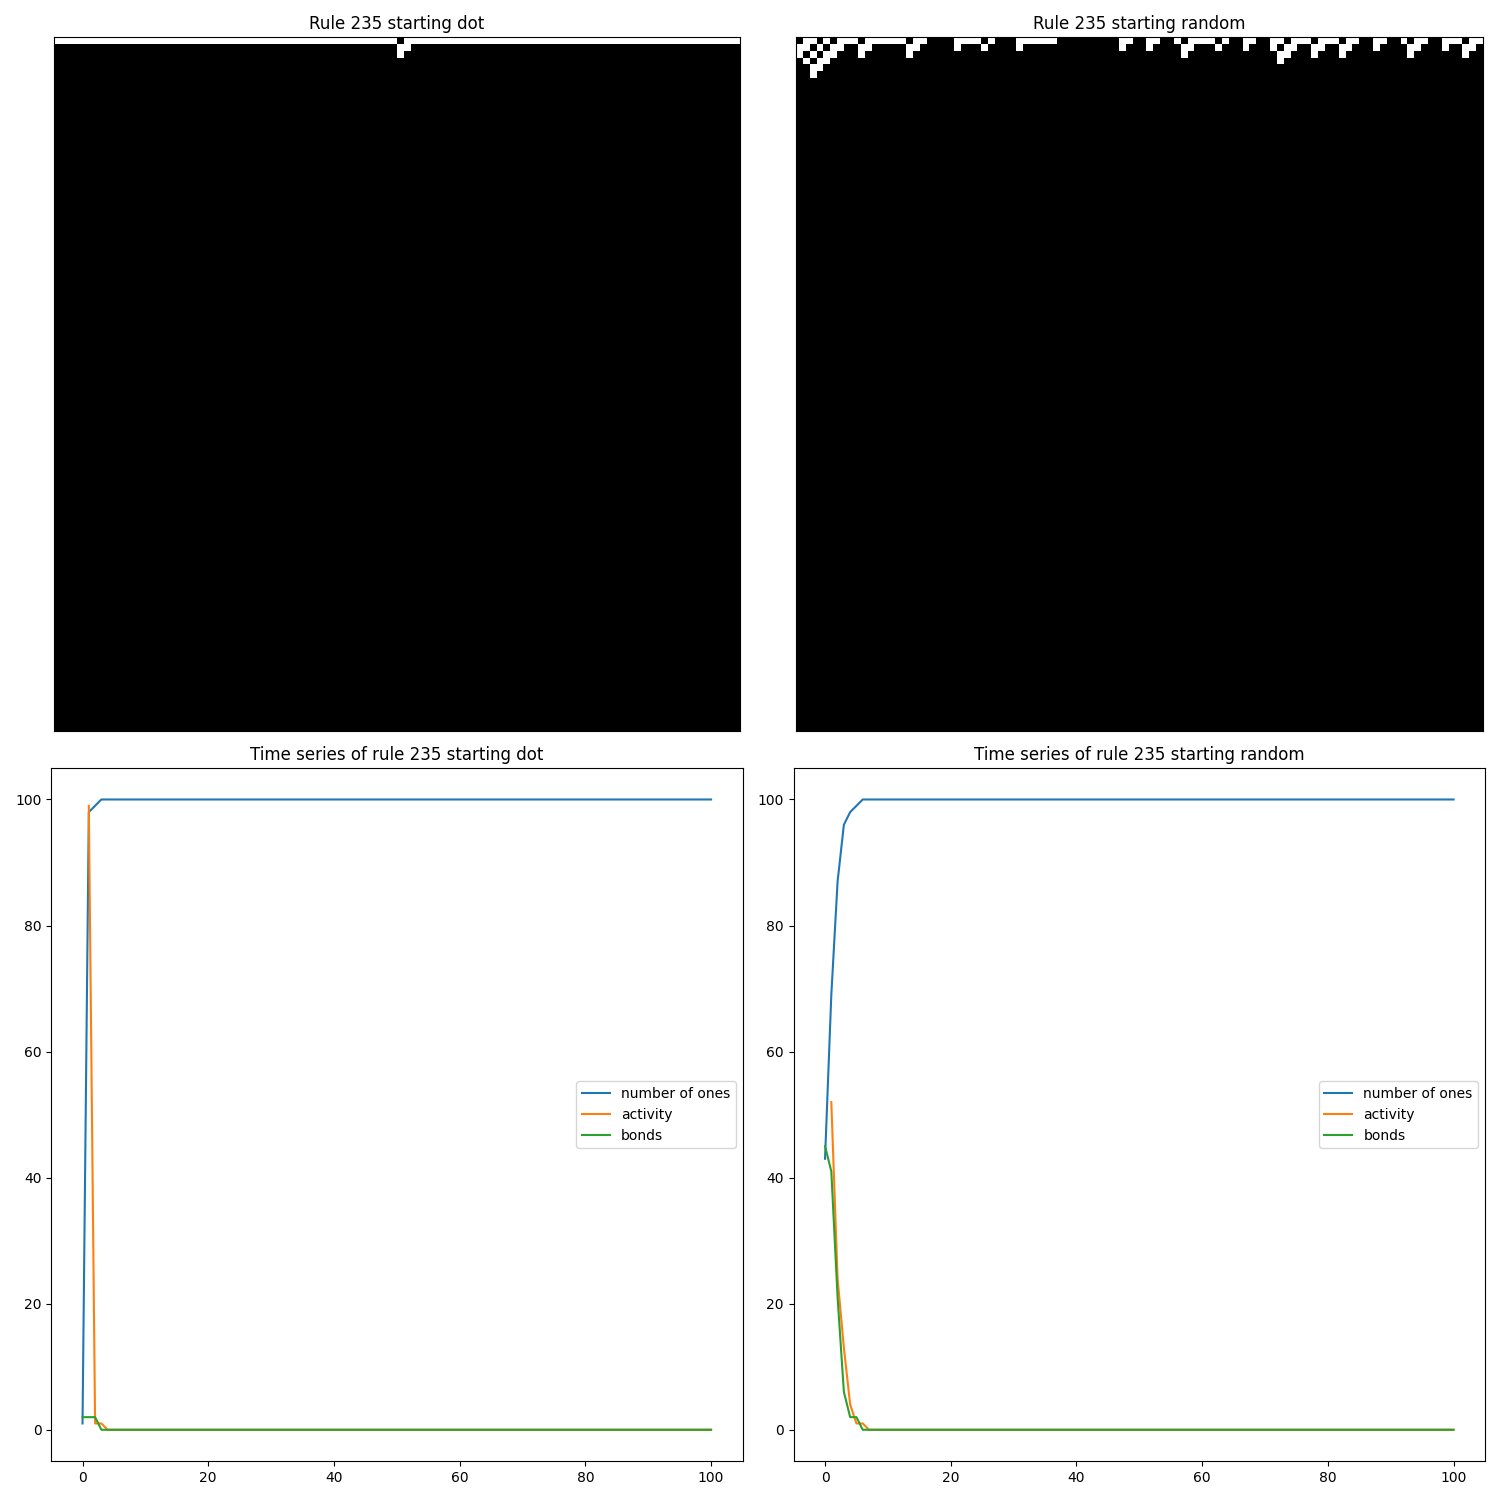 Rule 235 starting dot
Rule 235 starting random
Time series of rule 235 starting dot
100
80
60
40
20
0
0 20 40 60 80 100
number of ones
activity
bonds
Time series of rule 235 starting random
100
80
60
40
20
0
0 20 40 60 80 100
number of ones
activity
bonds